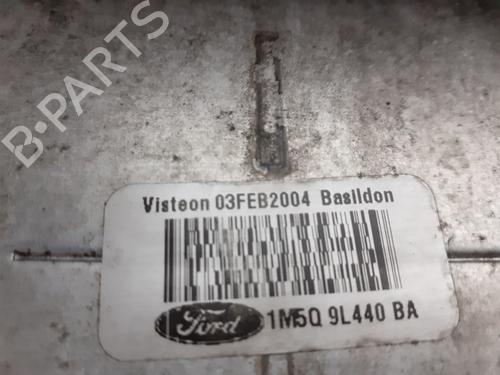 B-PARTS
Visteon 03FEB2004 Basildon
Ford 1M5Q 9L440 BA